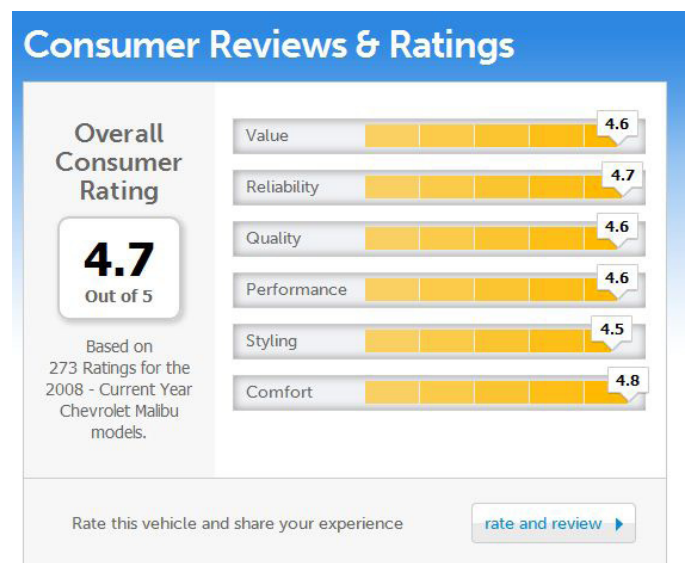 Consumer Reviews & Ratings
Overall
Consumer
Rating
4.7
Out of 5
Based on
273 Ratings for the
2008 - Current Year
Chevrolet Malibu
models.
Value 4.6
Reliability 4.7
Quality 4.6
Performance 4.6
Styling 4.5
Comfort 4.8
Rate this vehicle and share your experience rate and review